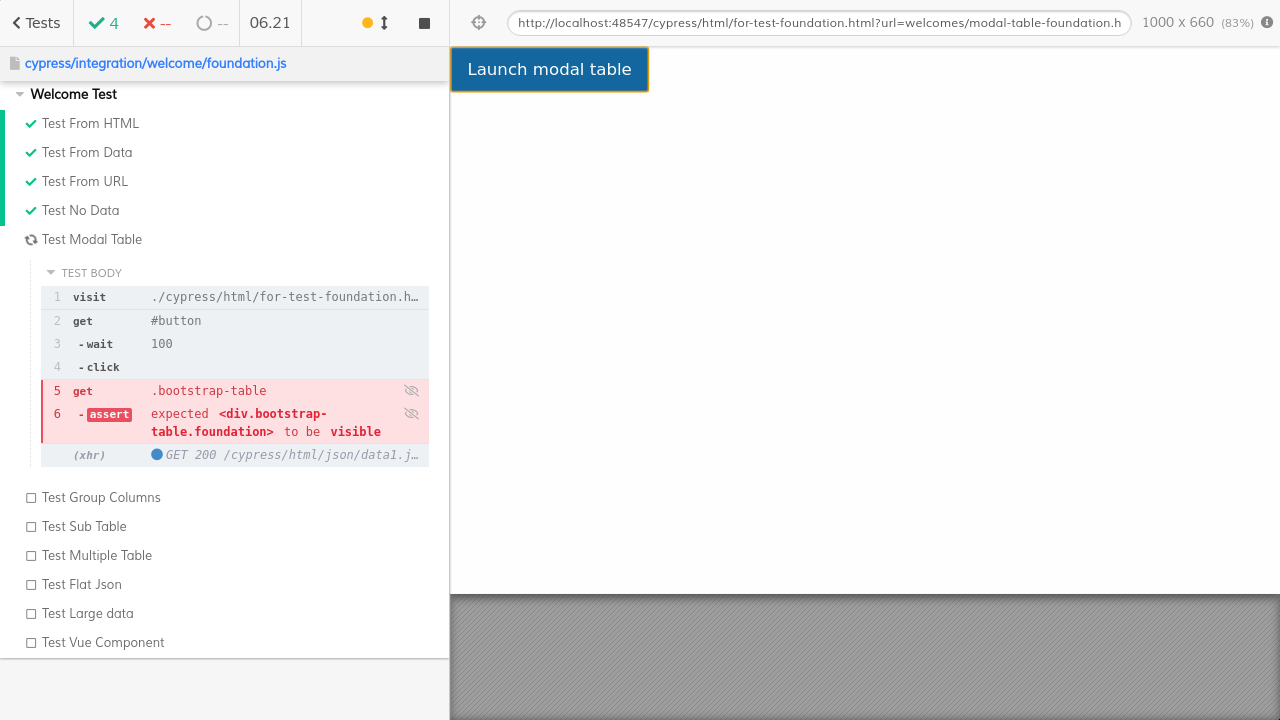 Tests
4
--
--
06.21
http://localhost:48547/cypress/html/for-test-foundation.html?url=welcomes/modal-table-foundation.h
1000 x 660 (83%)
cypress/integration/welcome/foundation.js
Launch modal table
Welcome Test
Test From HTML
Test From Data
Test From URL
Test No Data
Test Modal Table
TEST BODY
1 visit ./cypress/html/for-test-foundation.h…
2 get #button
3 -wait 100
4 -click
5 get .bootstrap-table
6 -assert expected <div.bootstrap-
table.foundation> to be visible
(xhr) GET 200 /cypress/html/json/data1.j…
Test Group Columns
Test Sub Table
Test Multiple Table
Test Flat Json
Test Large data
Test Vue Component